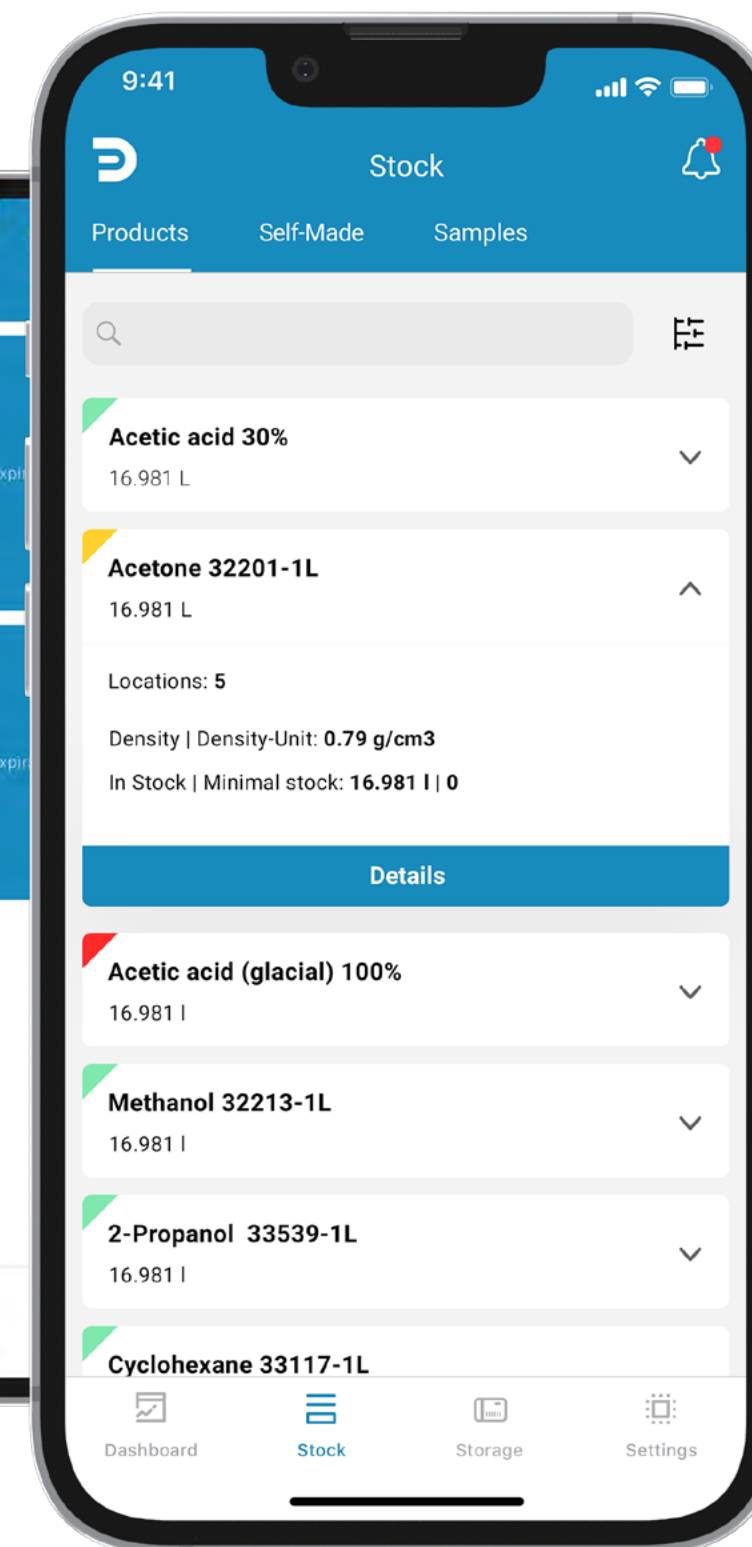 9:41
Stock
Products Self-Made Samples
Acetic acid 30%
16.981 L
Acetone 32201-1L
16.981 L
Locations: 5
Density | Density-Unit: 0.79 g/cm3
In Stock | Minimal stock: 16.981 l | 0
Details
Acetic acid (glacial) 100%
16.981 l
Methanol 32213-1L
16.981 l
2-Propanol 33539-1L
16.981 l
Cyclohexane 33117-1L
Dashboard Stock Storage Settings